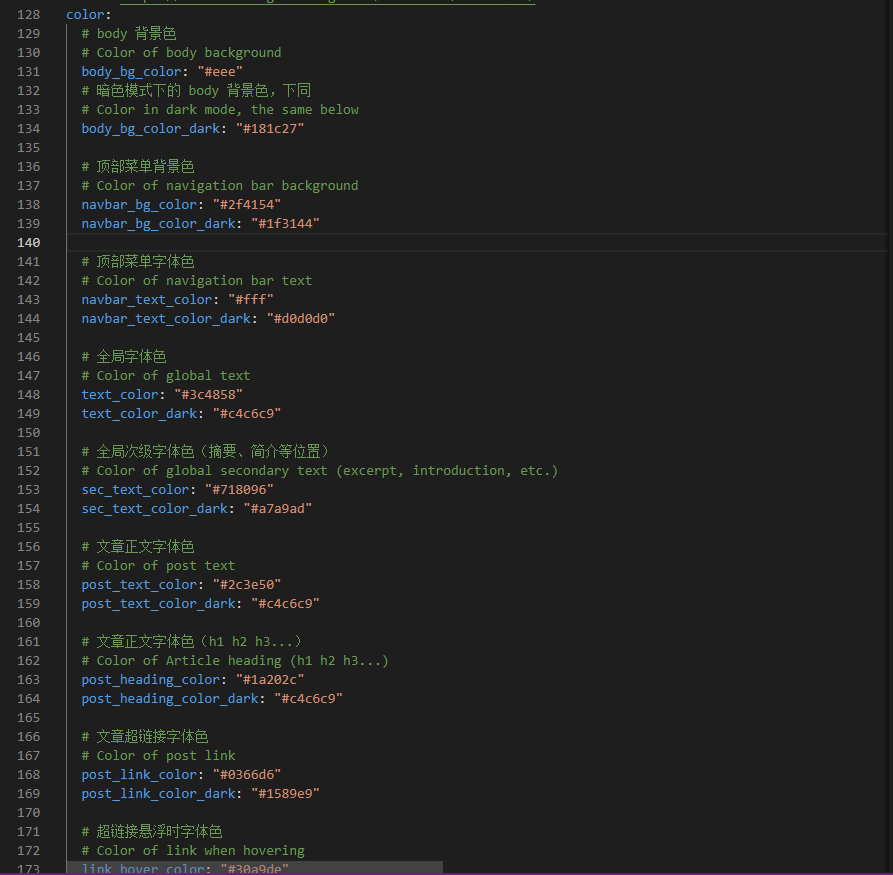 128 color:
129 # body 背景色
130 # Color of body background
131 body_bg_color: "#eee"
132 # 暗色模式下的 body 背景色，下同
133 # Color in dark mode, the same below
134 body_bg_color_dark: "#181c27"
135
136 # 顶部菜单背景色
137 # Color of navigation bar background
138 navbar_bg_color: "#2f4154"
139 navbar_bg_color_dark: "#1f3144"
140
141 # 顶部菜单字体色
142 # Color of navigation bar text
143 navbar_text_color: "#fff"
144 navbar_text_color_dark: "#d0d0d0"
145
146 # 全局字体色
147 # Color of global text
148 text_color: "#3c4858"
149 text_color_dark: "#c4c6c9"
150
151 # 全局次级字体色（摘要、简介等位置）
152 # Color of global secondary text (excerpt, introduction, etc.)
153 sec_text_color: "#718096"
154 sec_text_color_dark: "#a7a9ad"
155
156 # 文章正文字体色
157 # Color of post text
158 post_text_color: "#2c3e50"
159 post_text_color_dark: "#c4c6c9"
160
161 # 文章正文字体色（h1 h2 h3...）
162 # Color of Article heading (h1 h2 h3...)
163 post_heading_color: "#1a202c"
164 post_heading_color_dark: "#c4c6c9"
165
166 # 文章超链接字体色
167 # Color of post link
168 post_link_color: "#0366d6"
169 post_link_color_dark: "#1589e9"
170
171 # 超链接悬浮时字体色
172 # Color of link when hovering
173 link_hover_color: "#30a9de"